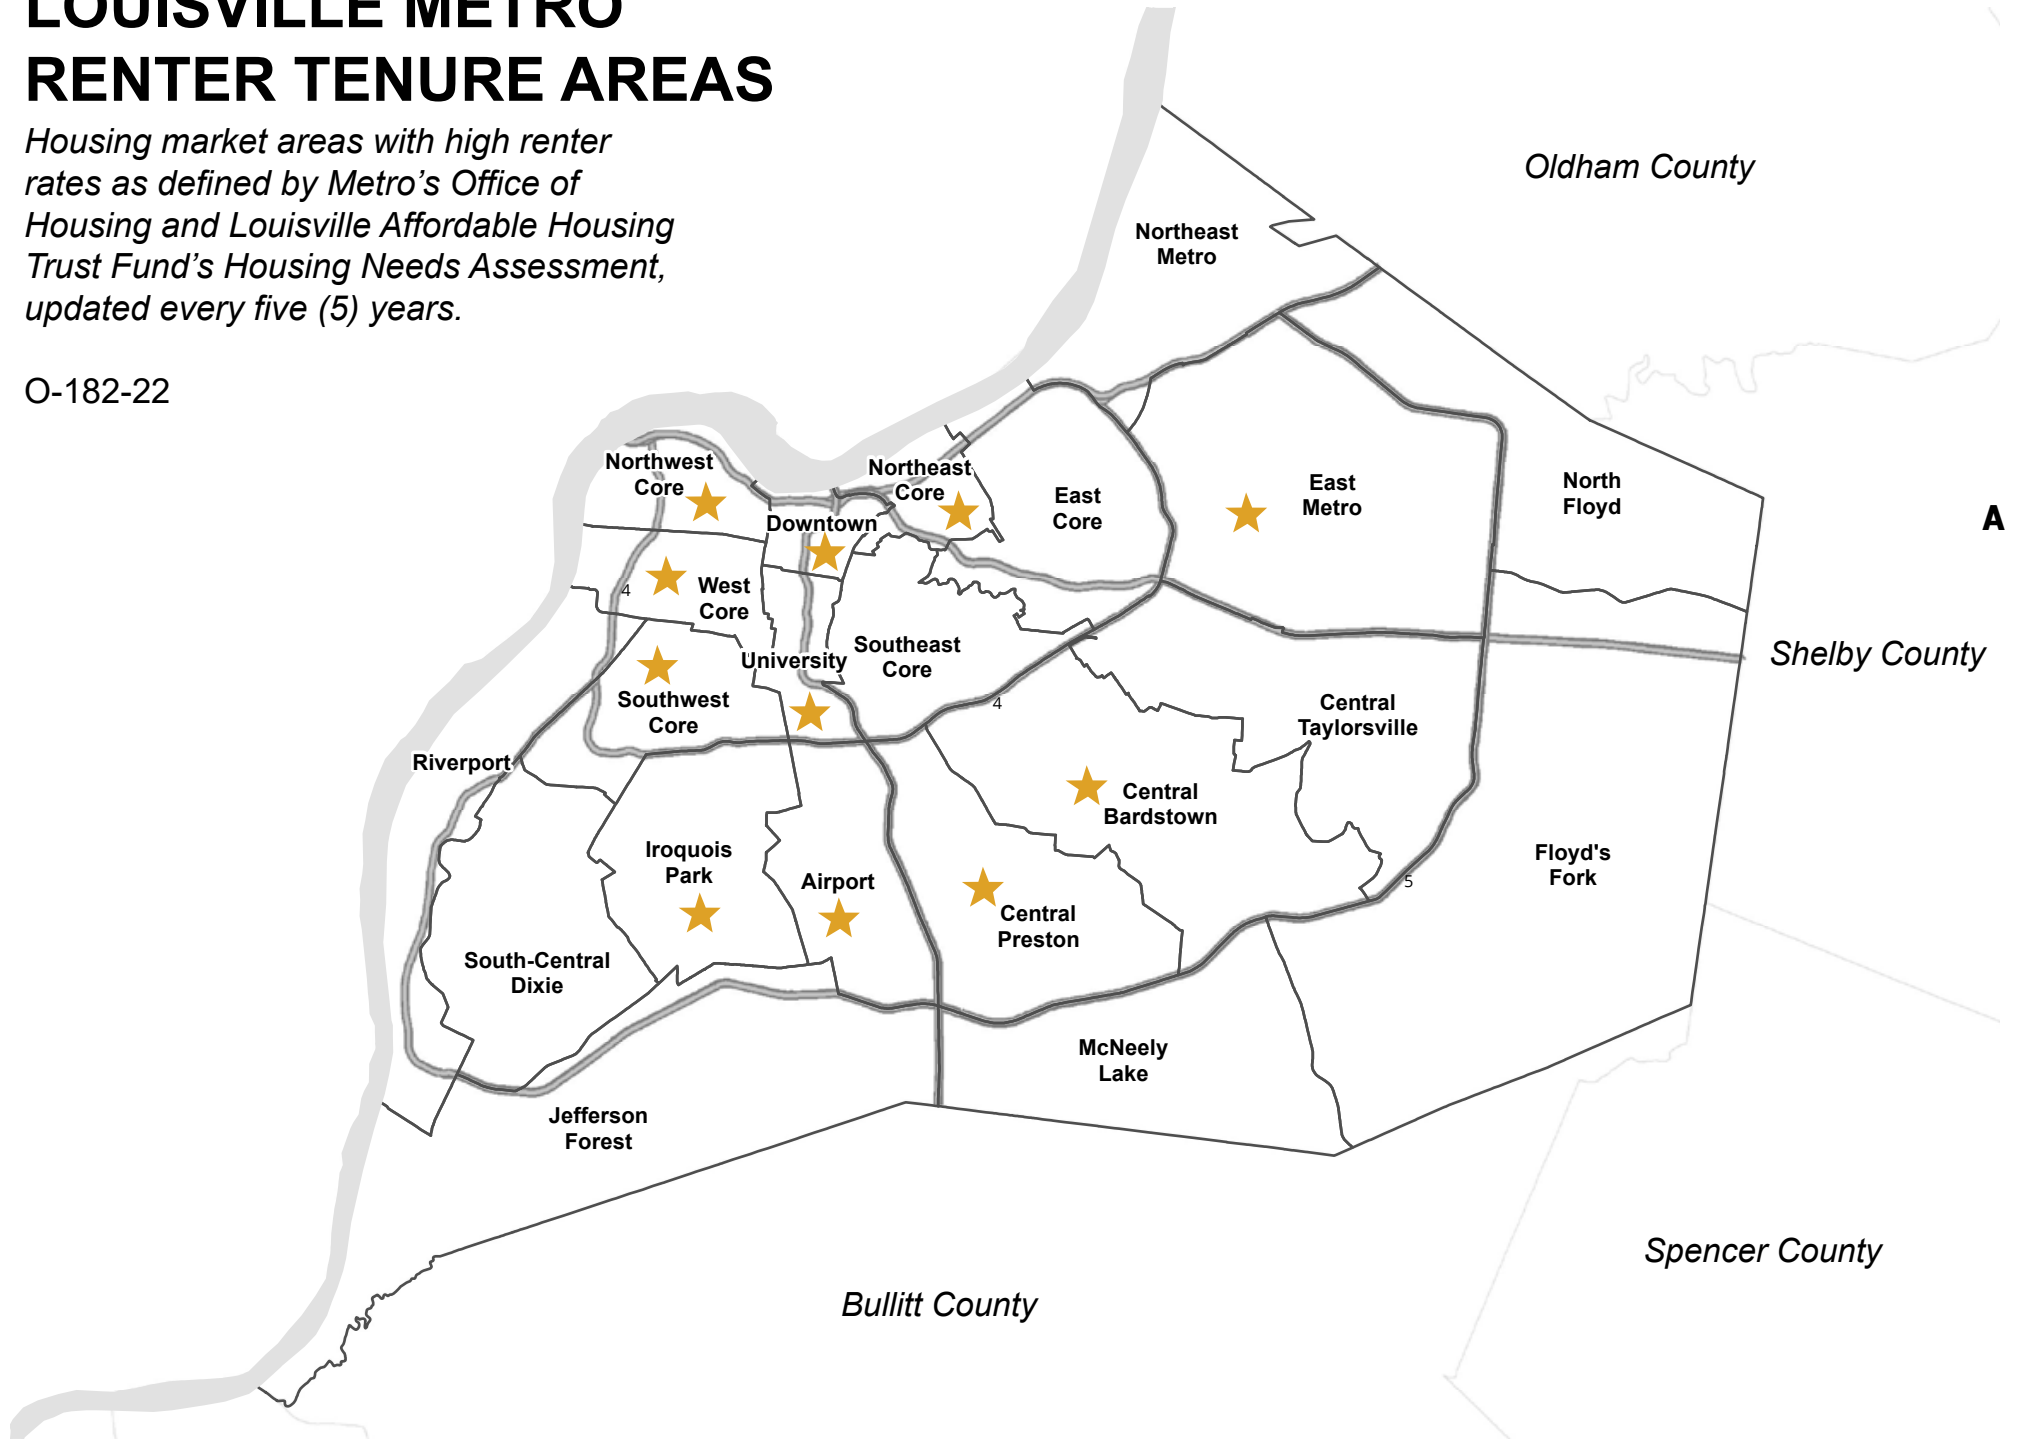 LOUISVILLE METRO
RENTER TENURE AREAS
Housing market areas with high renter
rates as defined by Metro's Office of
Housing and Louisville Affordable Housing
Trust Fund's Housing Needs Assessment,
updated every five (5) years.
O-182-22
Oldham County
Northeast
Metro
Northwest
Core
Northeast
Core
East
Core
East
Metro
North
Floyd
A
Downtown
West
Core
4
Southeast
Core
University
Shelby County
Southwest
Core
4
Central
Taylorsville
Riverport
Central
Bardstown
Iroquois
Park
Airport
5
Floyd's
Fork
Central
Preston
South-Central
Dixie
McNeely
Lake
Jefferson
Forest
Spencer County
Bullitt County